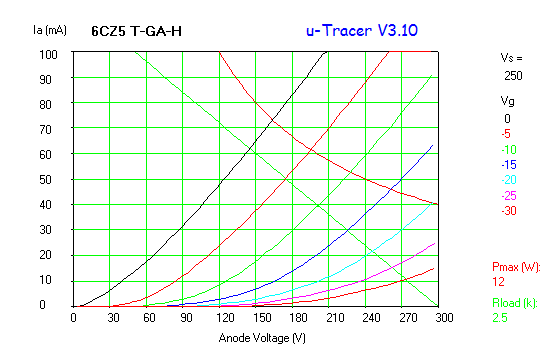 Ia (mA)
6CZ5 T-GA-H
u-Tracer V3.10
100
90
80
70
60
50
40
30
20
10
0
0 30 60 90 120 150 180 210 240 270 300
Anode Voltage (V)
Vs =
250
Vg
0
-5
-10
-15
-20
-25
-30
Pmax (W):
12
Rload (k):
2.5